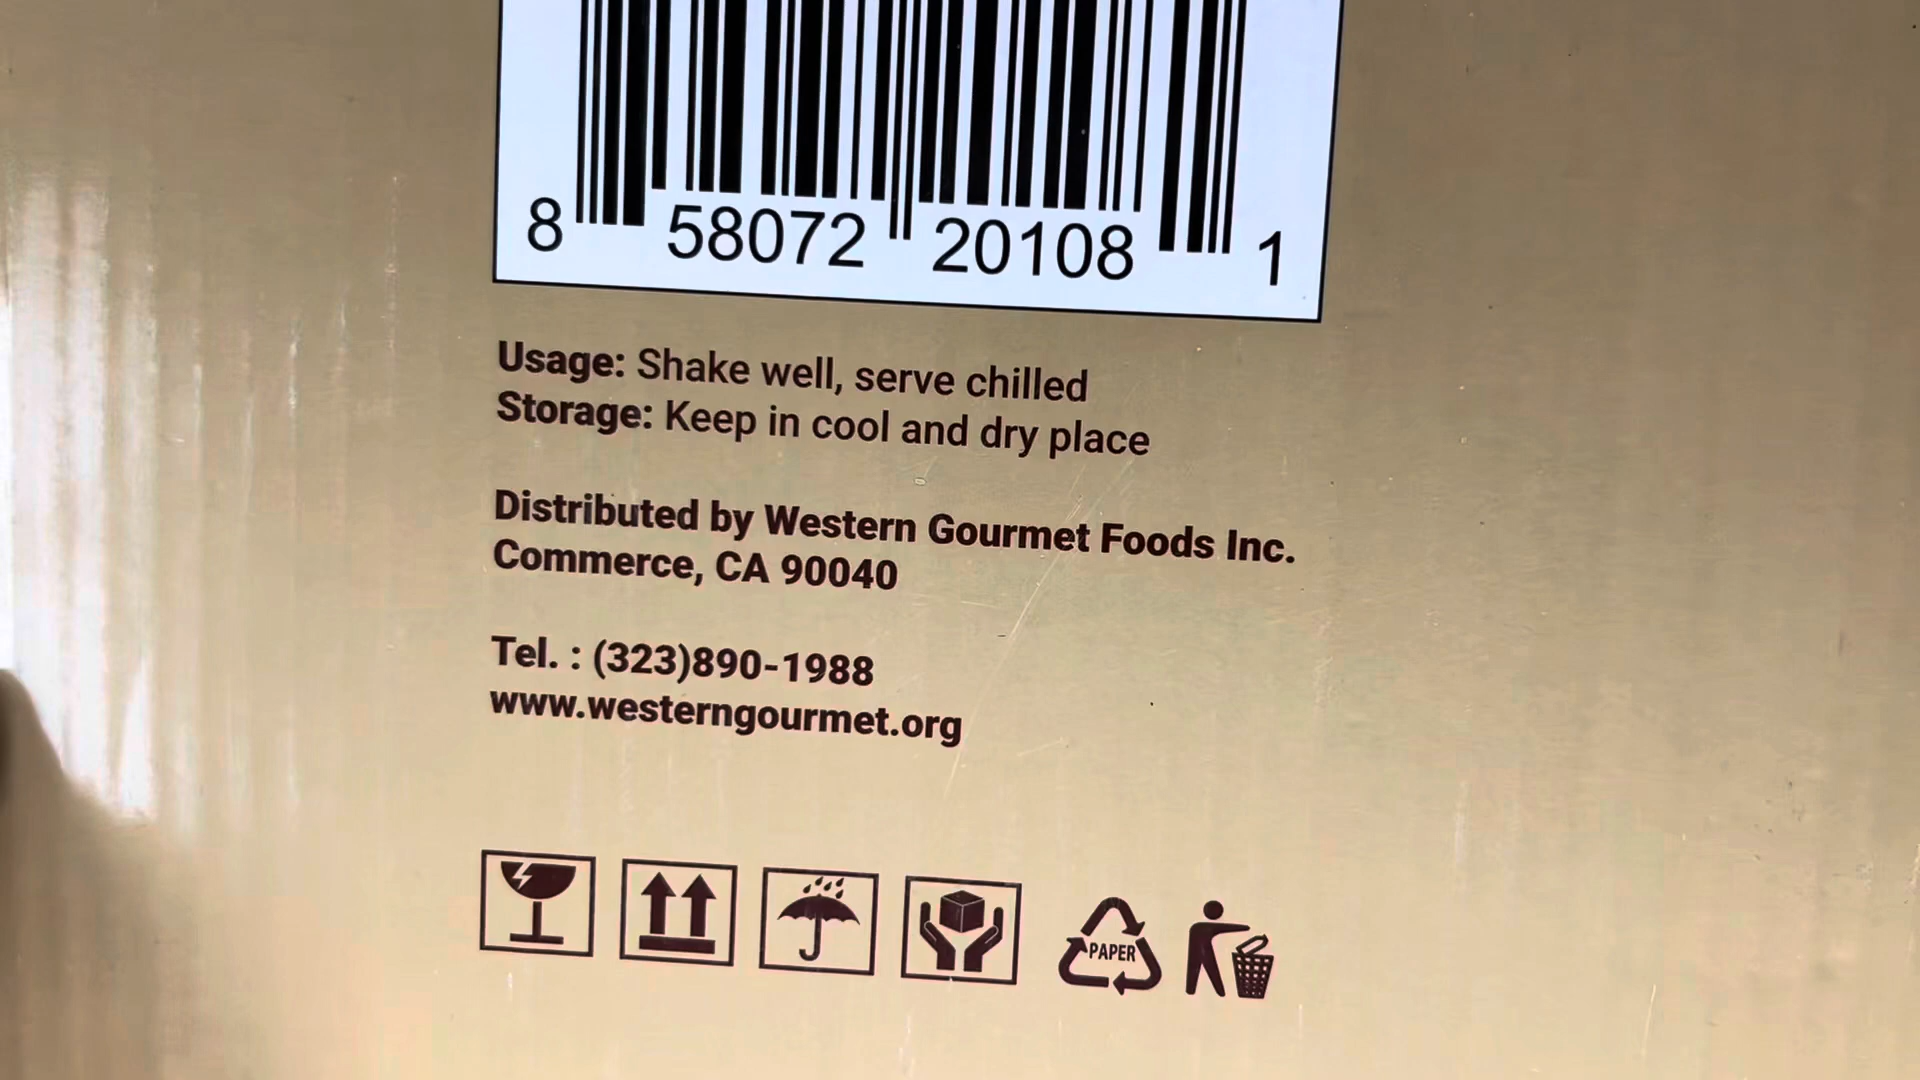 8 58072 20108 1
Usage: Shake well, serve chilled
Storage: Keep in cool and dry place
Distributed by Western Gourmet Foods Inc.
Commerce, CA 90040
Tel. : (323)890-1988
www.westerngourmet.org
PAPER